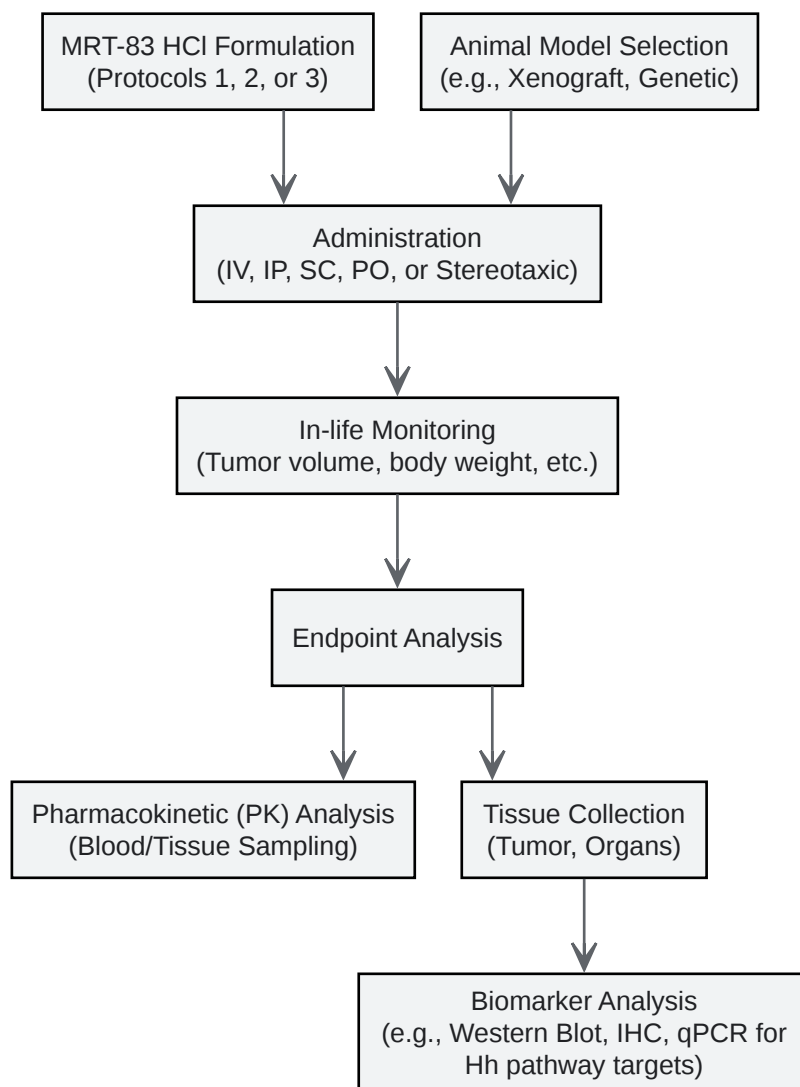 MRT-83 HCl Formulation
(Protocols 1, 2, or 3)
Animal Model Selection
(e.g., Xenograft, Genetic)
Administration
(IV, IP, SC, PO, or Stereotaxic)
In-life Monitoring
(Tumor volume, body weight, etc.)
Endpoint Analysis
Pharmacokinetic (PK) Analysis
(Blood/Tissue Sampling)
Tissue Collection
(Tumor, Organs)
Biomarker Analysis
(e.g., Western Blot, IHC, qPCR for
Hh pathway targets)